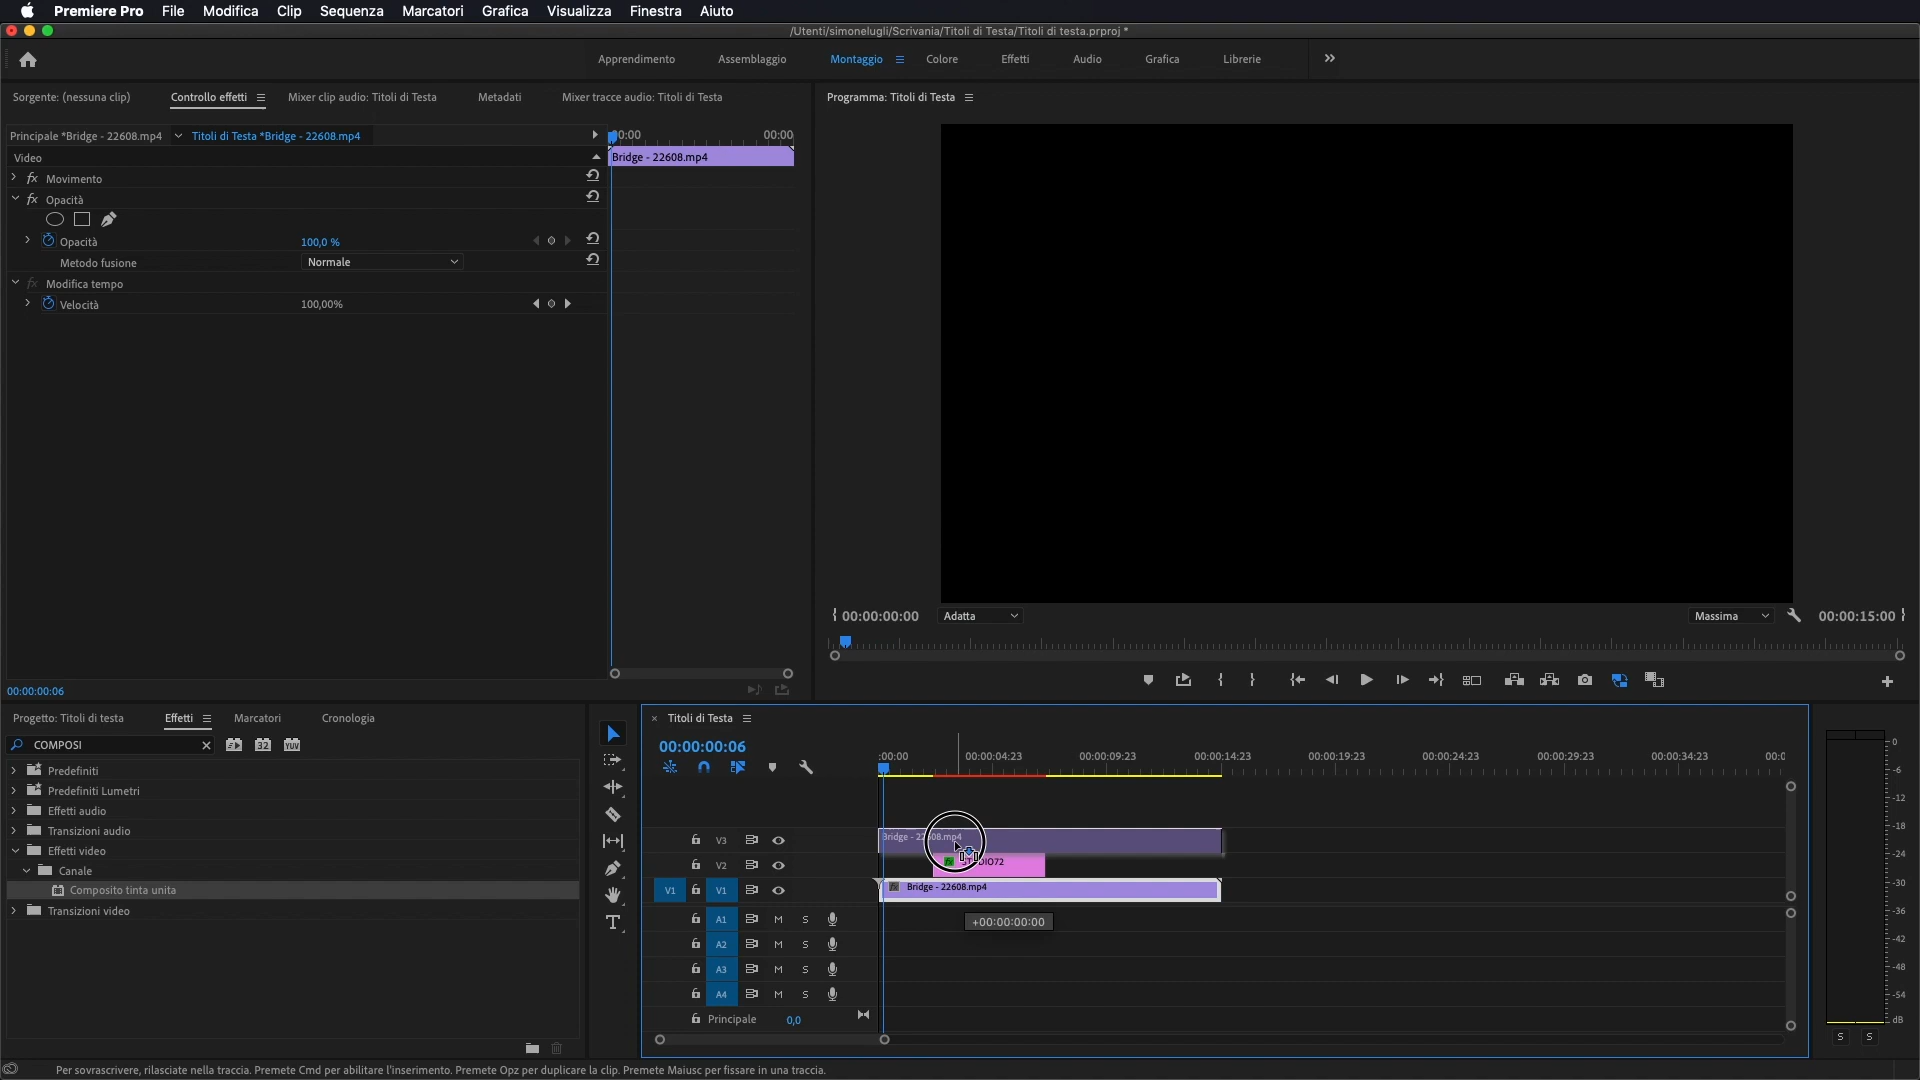 Premiere Pro File Modifica Clip Sequenza Marcatori Grafica Visualizza Finestra Aiuto
/Utenti/simonelugli/Scrivania/Titoli di Testa/Titoli di testa.prproj *
Apprendimento Assemblaggio Montaggio Colore Effetti Audio Grafica Librerie
Sorgente: (nessuna clip) Controllo effetti Mixer clip audio: Titoli di Testa Metadati Mixer tracce audio: Titoli di Testa
Programma: Titoli di Testa
Principale *Bridge - 22608.mp4 Titoli di Testa *Bridge - 22608.mp4
00:00 00:00
Video
Bridge - 22608.mp4
fx Movimento
fx Opacità
Opacità 100,0 %
Metodo fusione Normale
fx Modifica tempo
Velocità 100,00%
00:00:00:00 Adatta Massima 00:00:15:00
00:00:00:06
Progetto: Titoli di testa Effetti Marcatori Cronologia
COMPOSI 32 YUV
Predefiniti
Predefiniti Lumetri
Effetti audio
Transizioni audio
Effetti video
Canale
Composito tinta unita
Transizioni video
Titoli di Testa
00:00:00:06
:00:00 00:00:04:23 00:00:09:23 00:00:14:23 00:00:19:23 00:00:24:23 00:00:29:23 00:00:34:23 00:0
V3 Bridge - 22608.mp4
V2
V1 V1 Bridge - 22608.mp4
+00:00:00:00
A1 M S
A2 M S
A3 M S
A4 M S
Principale 0,0
0
-6
-12
-18
-24
-30
-36
-42
-48
-54
dB
S S
Per sovrascrivere, rilasciate nella traccia. Premete Cmd per abilitare l'inserimento. Premete Opz per duplicare la clip. Premete Maiusc per fissare in una traccia.